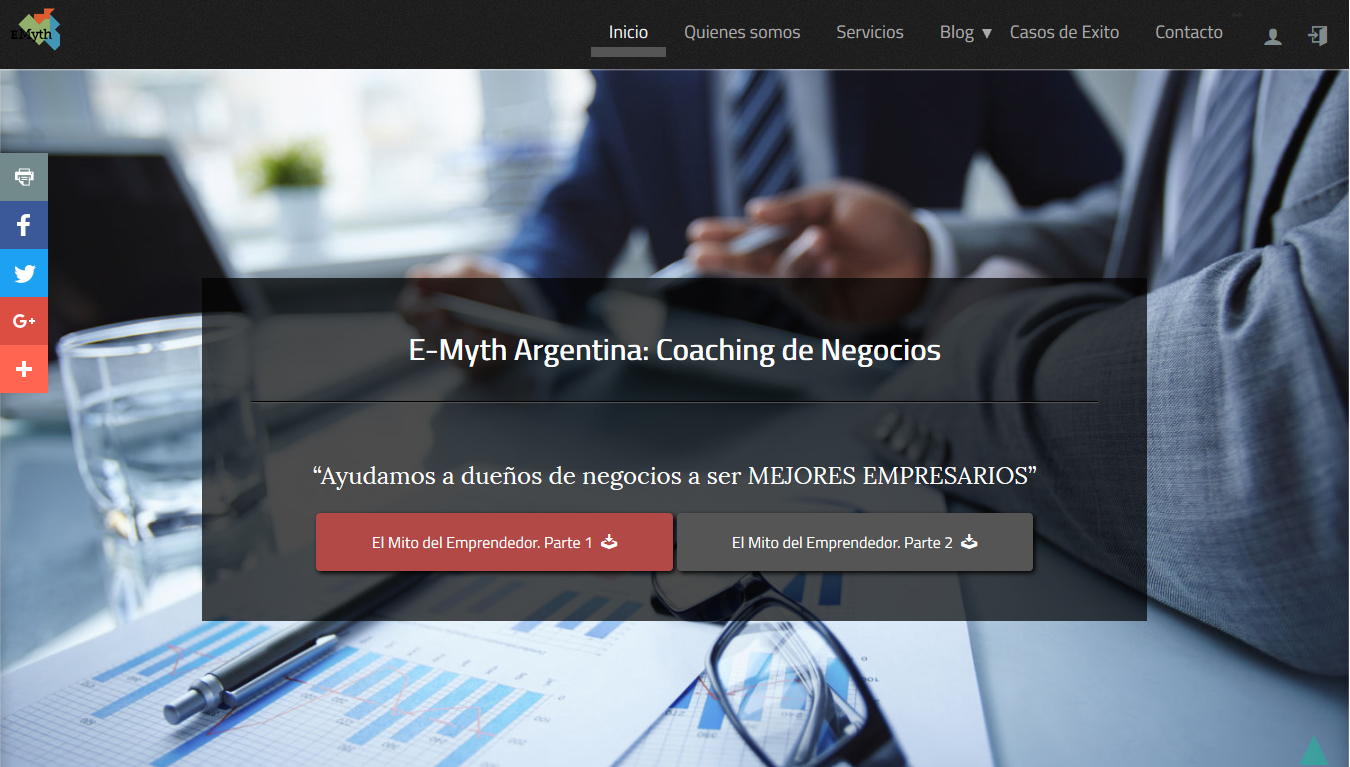 EMyth
Inicio
Quienes somos
Servicios
Blog ▼
Casos de Exito
Contacto
G+
E-Myth Argentina: Coaching de Negocios
“Ayudamos a dueños de negocios a ser MEJORES EMPRESARIOS”
El Mito del Emprendedor. Parte 1
El Mito del Emprendedor. Parte 2